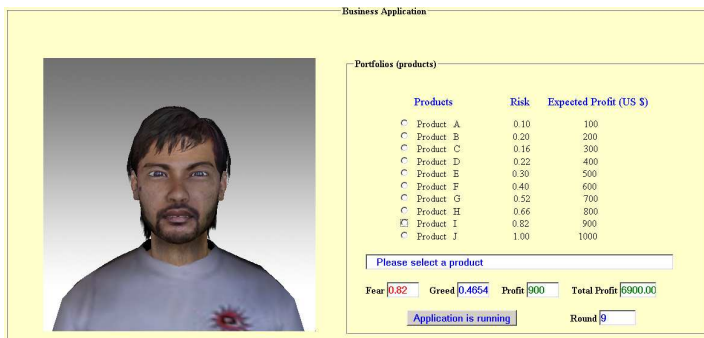 Business Application
Portfolios (products)
Products Risk Expected Profit (US $)
Product A 0.10 100
Product B 0.20 200
Product C 0.16 300
Product D 0.22 400
Product E 0.30 500
Product F 0.40 600
Product G 0.52 700
Product H 0.66 800
Product I 0.82 900
Product J 1.00 1000
Please select a product
Fear 0.82 Greed 0.4654 Profit 900 Total Profit 6900.00
Application is running Round 9